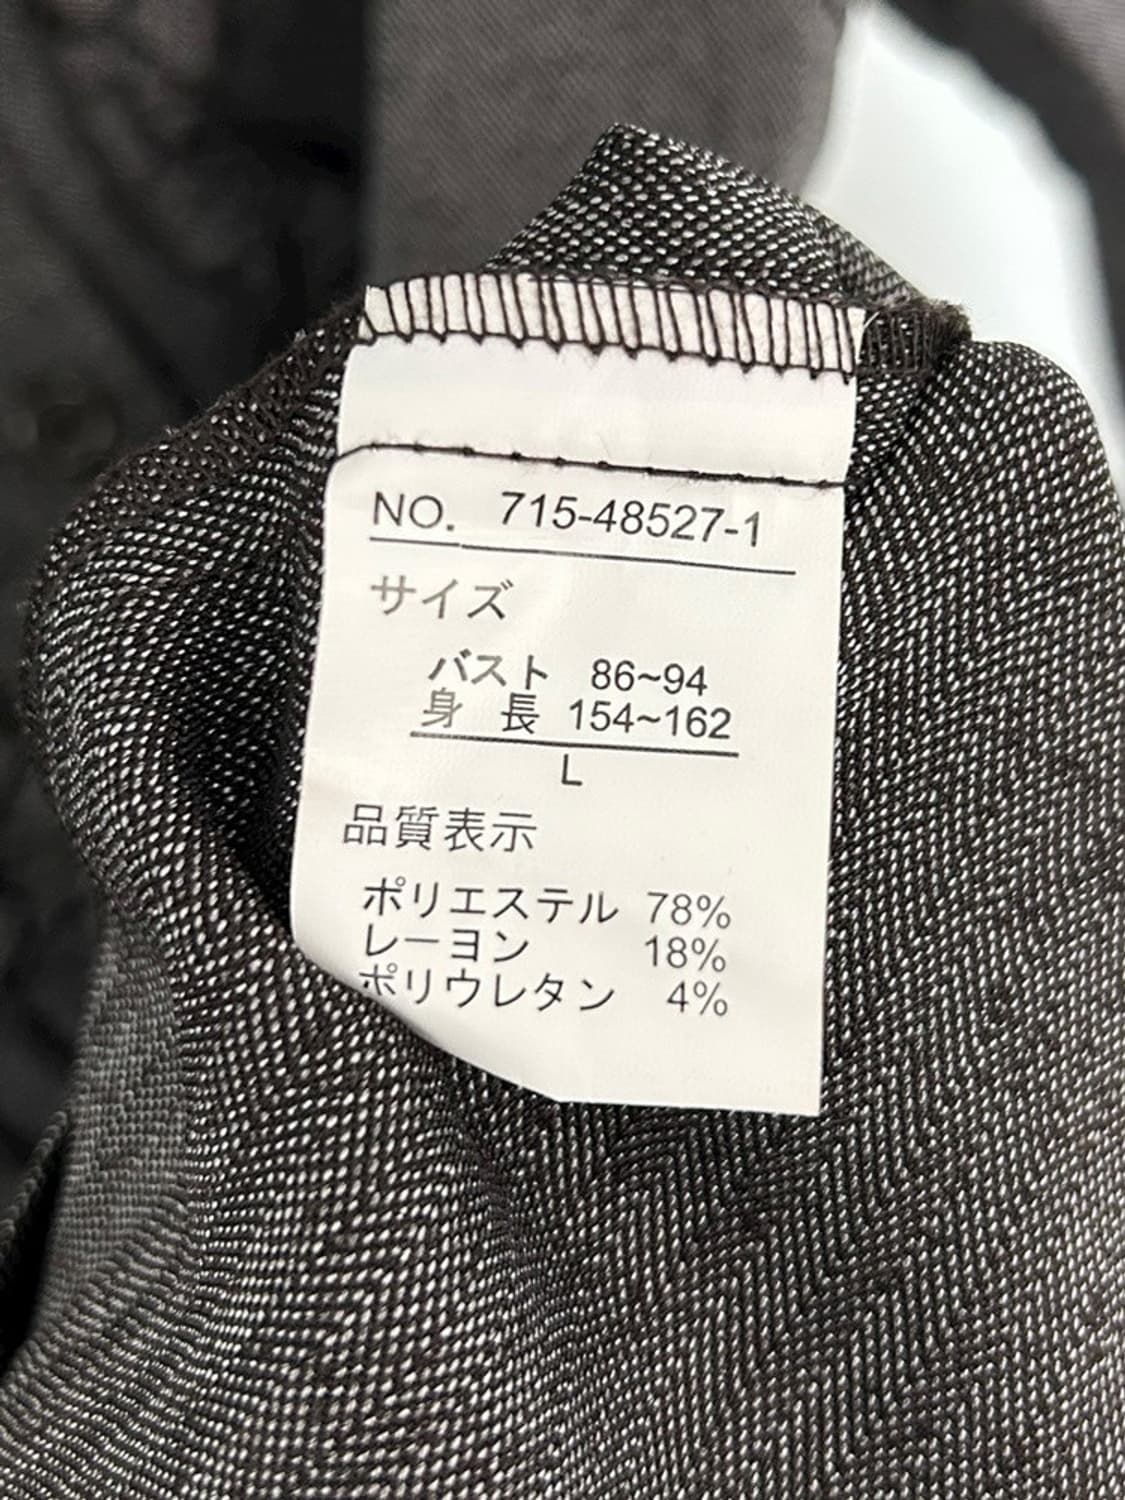 NO. 715-48527-1
サイズ
バスト 86~94
身 長 154~162
L
品質表示
ポリエステル 78%
レーヨン 18%
ポリウレタン 4%